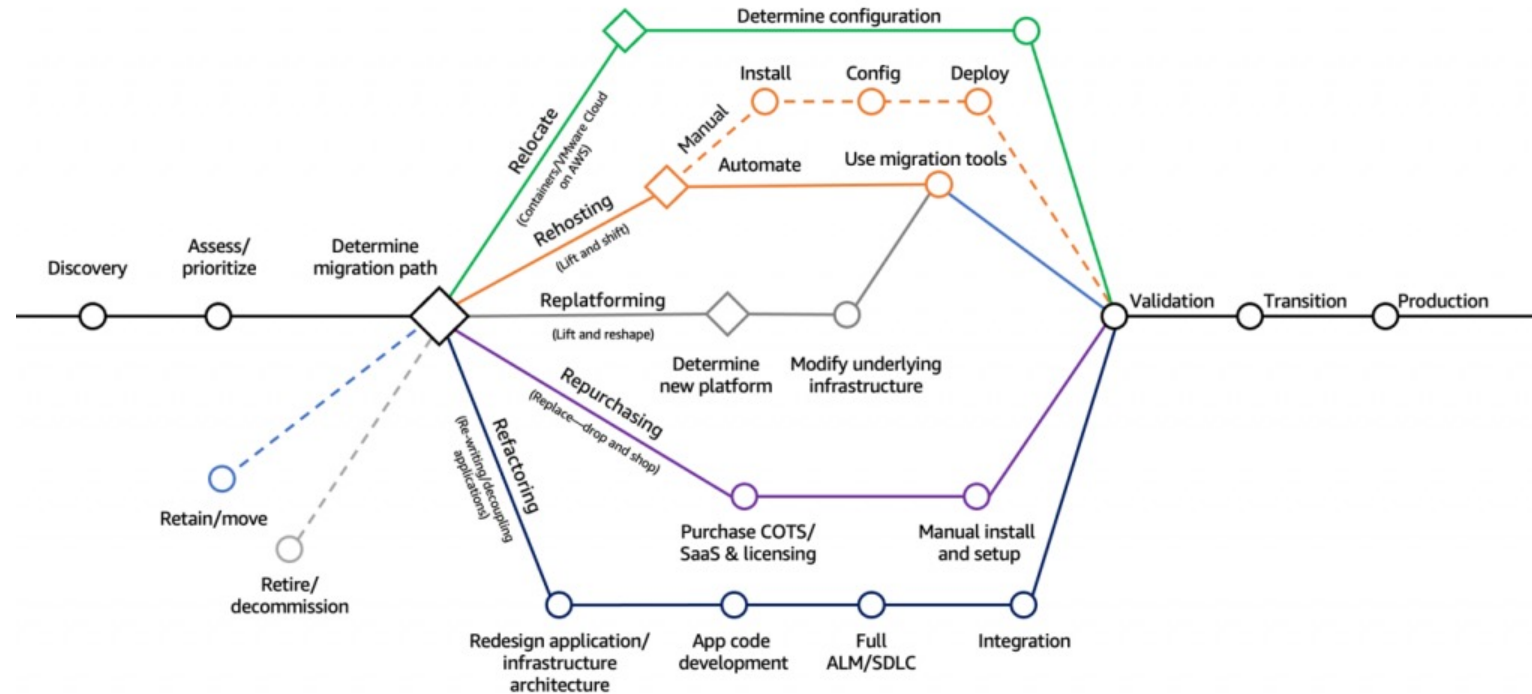 Determine configuration
Install
Config
Deploy
Manual
Relocate
(Containers/VMware Cloud
on AWS)
Automate
Use migration tools
Rehosting
(Lift and shift)
Discovery
Assess/
prioritize
Determine
migration path
Replatforming
(Lift and reshape)
Determine
new platform
Modify underlying
infrastructure
Validation
Transition
Production
Repurchasing
(Replace—drop and shop)
Refactoring
(Re-writing/decoupling
applications)
Retain/move
Retire/
decommission
Purchase COTS/
SaaS & licensing
Manual install
and setup
Redesign application/
infrastructure
architecture
App code
development
Full
ALM/SDLC
Integration